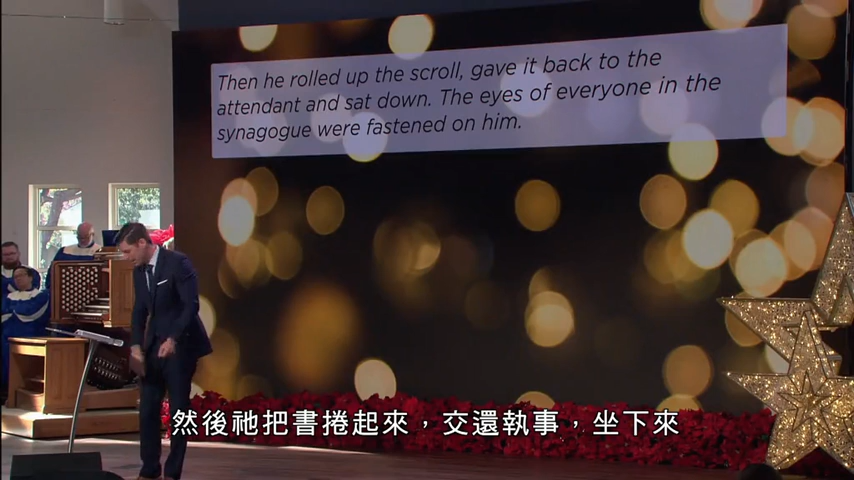 Then he rolled up the scroll, gave it back to the
attendant and sat down. The eyes of everyone in the
synagogue were fastened on him.
然後祂把書捲起來，交還執事，坐下來